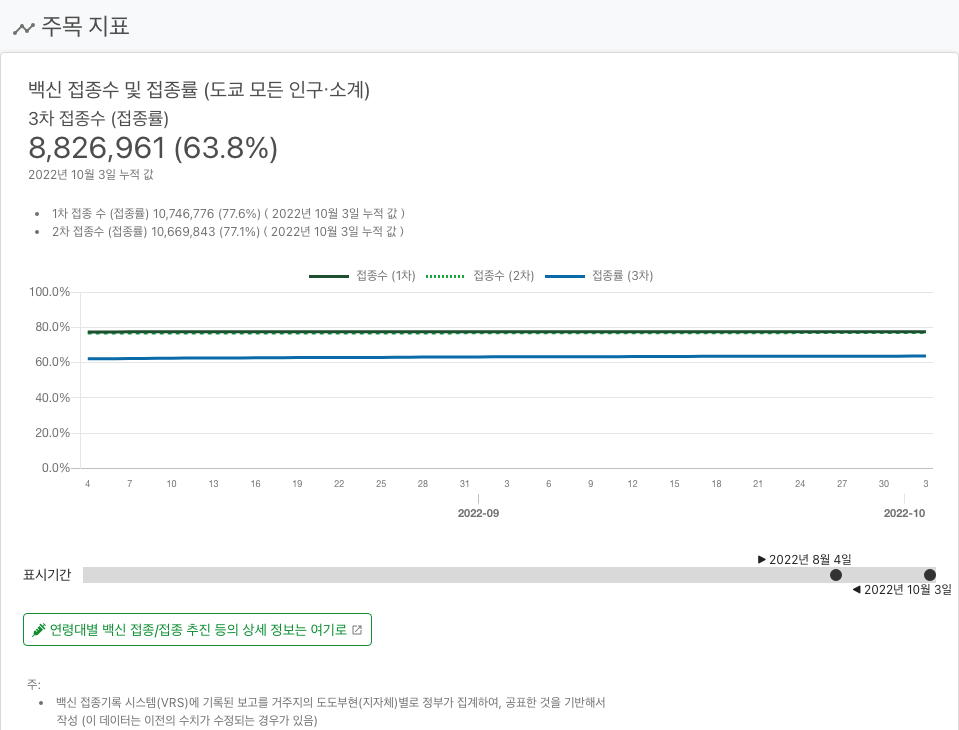 주목 지표
백신 접종수 및 접종률 (도쿄 모든 인구·소계)
3차 접종수 (접종률)
8,826,961 (63.8%)
2022년 10월 3일 누적 값
• 1차 접종 수 (접종률) 10,746,776 (77.6%) ( 2022년 10월 3일 누적 값 )
• 2차 접종수 (접종률) 10,669,843 (77.1%) ( 2022년 10월 3일 누적 값 )
접종수 (1차) 접종수 (2차) 접종률 (3차)
100.0%
80.0%
60.0%
40.0%
20.0%
0.0%
4 7 10 13 16 19 22 25 28 31 3 6 9 12 15 18 21 24 27 30 3
2022-09 2022-10
▶ 2022년 8월 4일
표시기간
◀ 2022년 10월 3일
연령대별 백신 접종/접종 추진 등의 상세 정보는 여기로
주:
• 백신 접종기록 시스템(VRS)에 기록된 보고를 거주지의 도도부현(지자체)별로 정부가 집계하여, 공표한 것을 기반해서
작성 (이 데이터는 이전의 수치가 수정되는 경우가 있음)